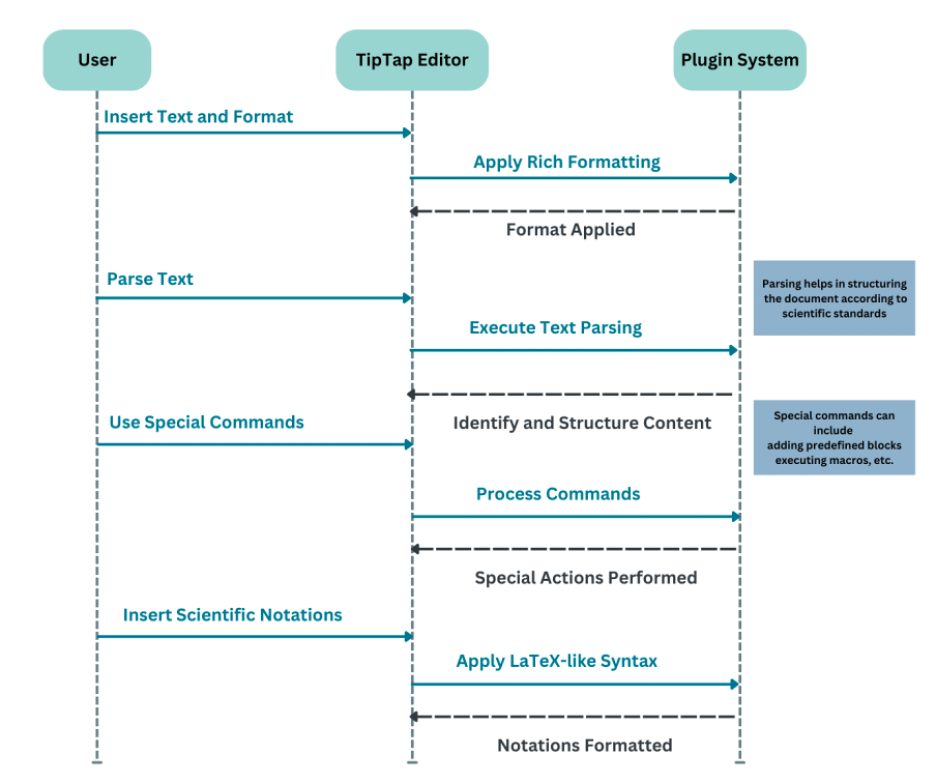 User
TipTap Editor
Plugin System
Insert Text and Format
Apply Rich Formatting
Format Applied
Parse Text
Parsing helps in structuring
the document according to
scientific standards
Execute Text Parsing
Identify and Structure Content
Use Special Commands
Special commands can
include
adding predefined blocks
executing macros, etc.
Process Commands
Special Actions Performed
Insert Scientific Notations
Apply LaTeX-like Syntax
Notations Formatted